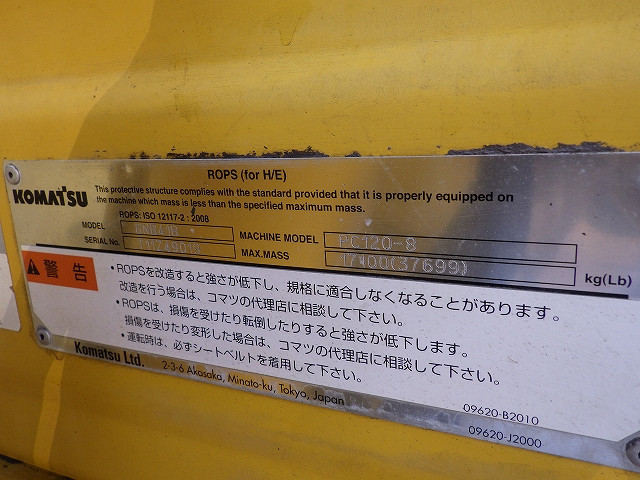 ROPS (for H/E)
KOMATSU
This protective structure complies with the standard provided that it is properly equipped on
the machine which mass is less than the specified maximum mass.
ROPS: ISO 12117-2 : 2008
MODEL
MACHINE MODEL PC120-8
SERIAL No.
MAX.MASS 17100(37699) kg(Lb)
警告
・ROPSを改造すると強さが低下し、規格に適合しなくなることがあります。
改造を行う場合は、コマツの代理店に相談して下さい。
・ROPSは、損傷を受けたり転倒したりすると強さが低下します。
損傷を受けたり変形した場合は、コマツの代理店に相談して下さい。
・運転時は、必ずシートベルトを着用して下さい。
Komatsu Ltd. 2-3-6 Akasaka, Minato-ku, Tokyo, Japan
09620-B2010
09620-J2000